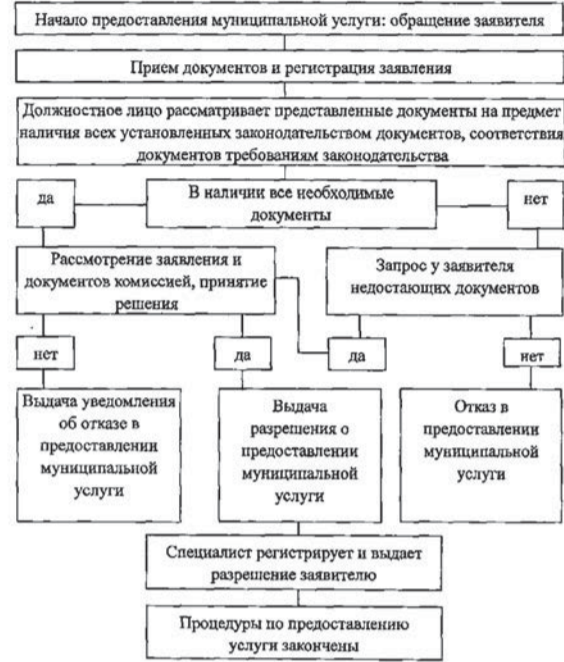 Начало предоставления муниципальной услуги: обращение заявителя
Прием документов и регистрация заявления
Должностное лицо рассматривает представленные документы на предмет
наличия всех установленных законодательством документов, соответствия
документов требованиям законодательства
да
В наличии все необходимые
документы
нет
Рассмотрение заявления и
документов комиссией, принятие
решения
Запрос у заявителя
недостающих документов
нет
да
да
нет
Выдача уведомления
об отказе в
предоставлении
муниципальной
услуги
Выдача
разрешения о
предоставлении
муниципальной
услуги
Отказ в
предоставлении
муниципальной
услуги
Специалист регистрирует и выдает
разрешение заявителю
Процедуры по предоставлению
услуги закончены